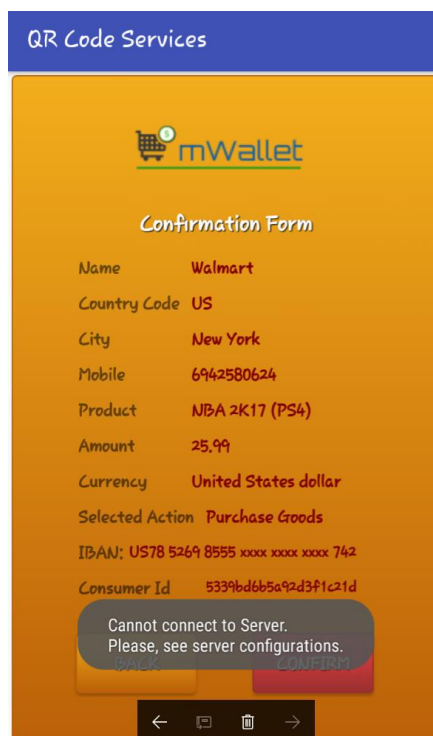 QR Code Services
mWallet
Confirmation Form
Name Walmart
Country Code US
City New York
Mobile 6942580624
Product NBA 2K17 (PS4)
Amount 25.99
Currency United States dollar
Selected Action Purchase Goods
IBAN: US78 5269 8555 xxxx xxxx xxxx 742
Consumer Id 5339bd6b5a92d3f1c21d
Cannot connect to Server.
Please, see server configurations.
BACK CONFIRM